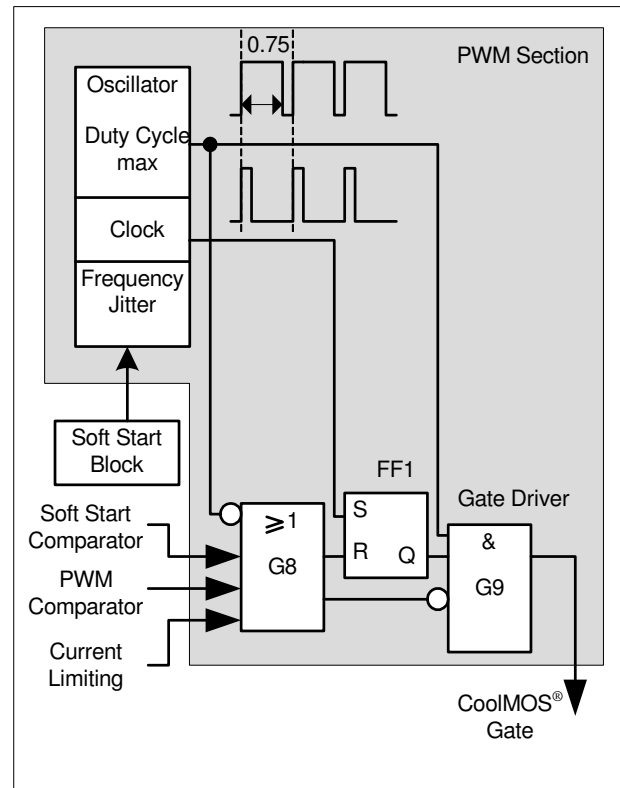 0.75
PWM Section
Oscillator
Duty Cycle
max
Clock
Frequency
Jitter
Soft Start
Block
FF1
Gate Driver
Soft Start
Comparator
PWM
Comparator
Current
Limiting
≥1
G8
S
R
Q
&
G9
CoolMOS®
Gate